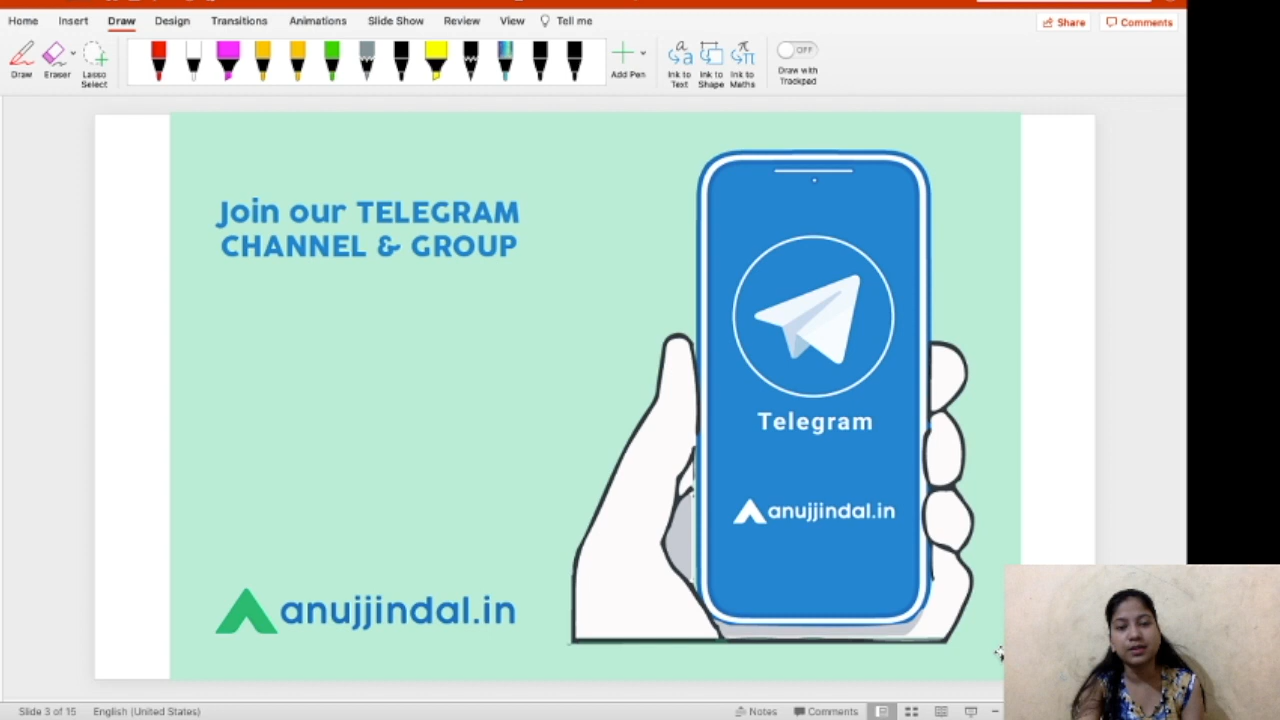 Home Insert Draw Design Transitions Animations Slide Show Review View Tell me
Share Comments
Draw Eraser Lasso Select
Add Pen
Ink to Text Ink to Shape Ink to Maths
OFF
Draw with Trackpad
Join our TELEGRAM
CHANNEL & GROUP
Telegram
anujjindal.in
anujjindal.in
Slide 3 of 15 English (United States)
Notes Comments